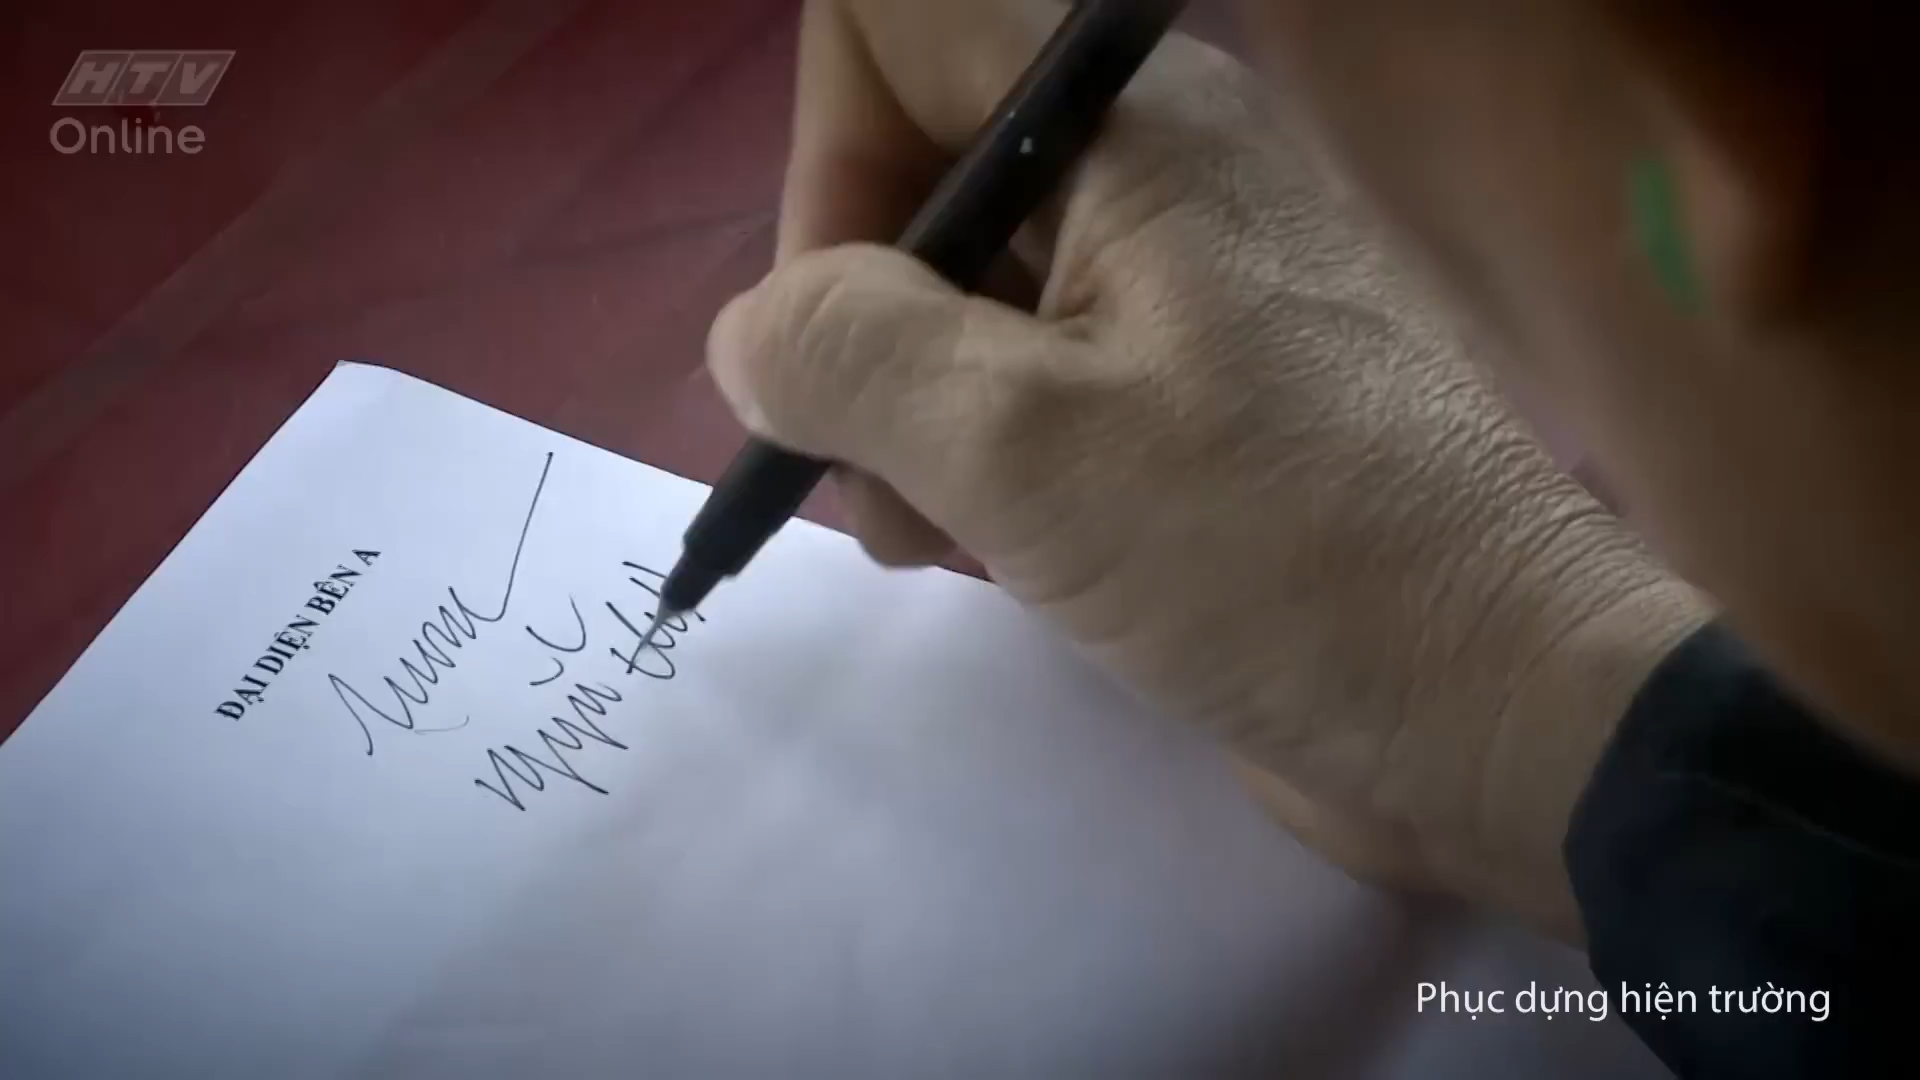 HTV
Online
ĐẠI DIỆN BÊN A
Phục dựng hiện trường